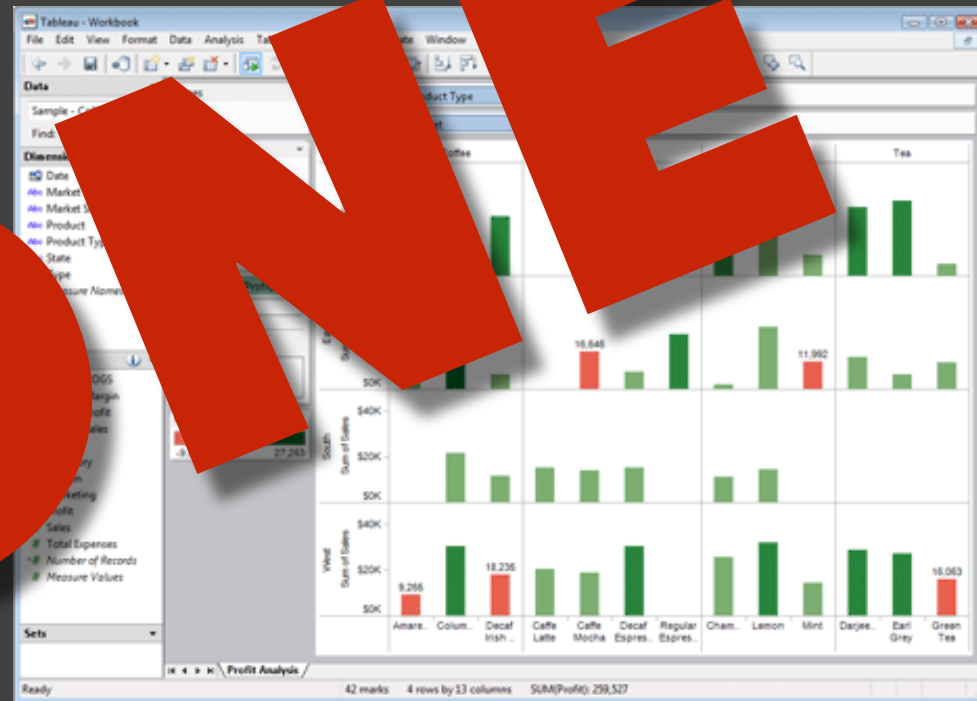 Tableau - Workbook
File Edit View Format Data Analysis Window
Data
Find:
Product Type
Coffee Tea
Date
Market
Product
State
Type
Measure Names
ONE
16,646 11,992
$0K
Profit
Sales
Total Expenses
Number of Records
Measure Values
27,263
South
Sum of Sales
$40K
$20K
$0K
West
Sum of Sales
$40K
$20K
$0K
9,266 18,235 16,063
Amare.. Colum.. Decaf Irish .. Caffe Latte Caffe Mocha Decaf Espres.. Regular Espres.. Cham.. Lemon Mint Darjee.. Earl Grey Green Tea
Sets
Profit Analysis
Ready 42 marks 4 rows by 13 columns SUM(Profit): 259,527